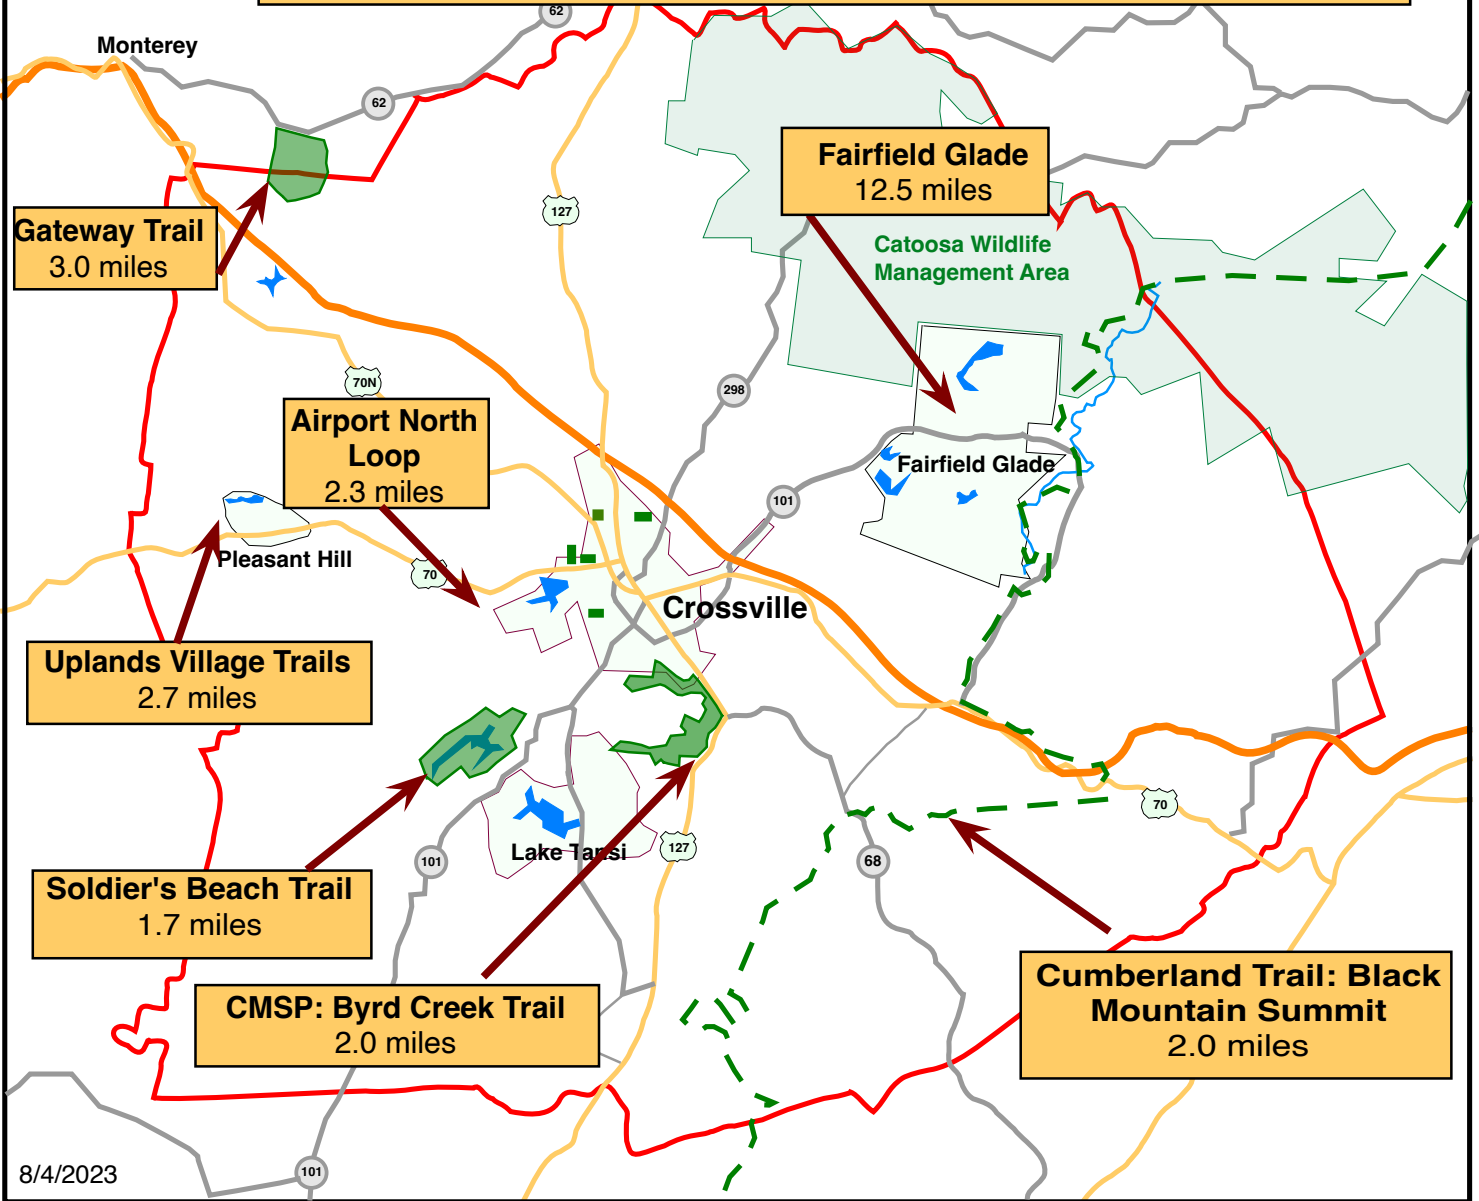 62
Monterey
62
127
Fairfield Glade
12.5 miles
Gateway Trail
3.0 miles
Catoosa Wildlife
Management Area
70N
298
Airport North
Loop
2.3 miles
Fairfield Glade
101
Pleasant Hill
70
Crossville
Uplands Village Trails
2.7 miles
70
Lake Tansi
127
101
68
Soldier's Beach Trail
1.7 miles
CMSP: Byrd Creek Trail
2.0 miles
Cumberland Trail: Black
Mountain Summit
2.0 miles
8/4/2023
101